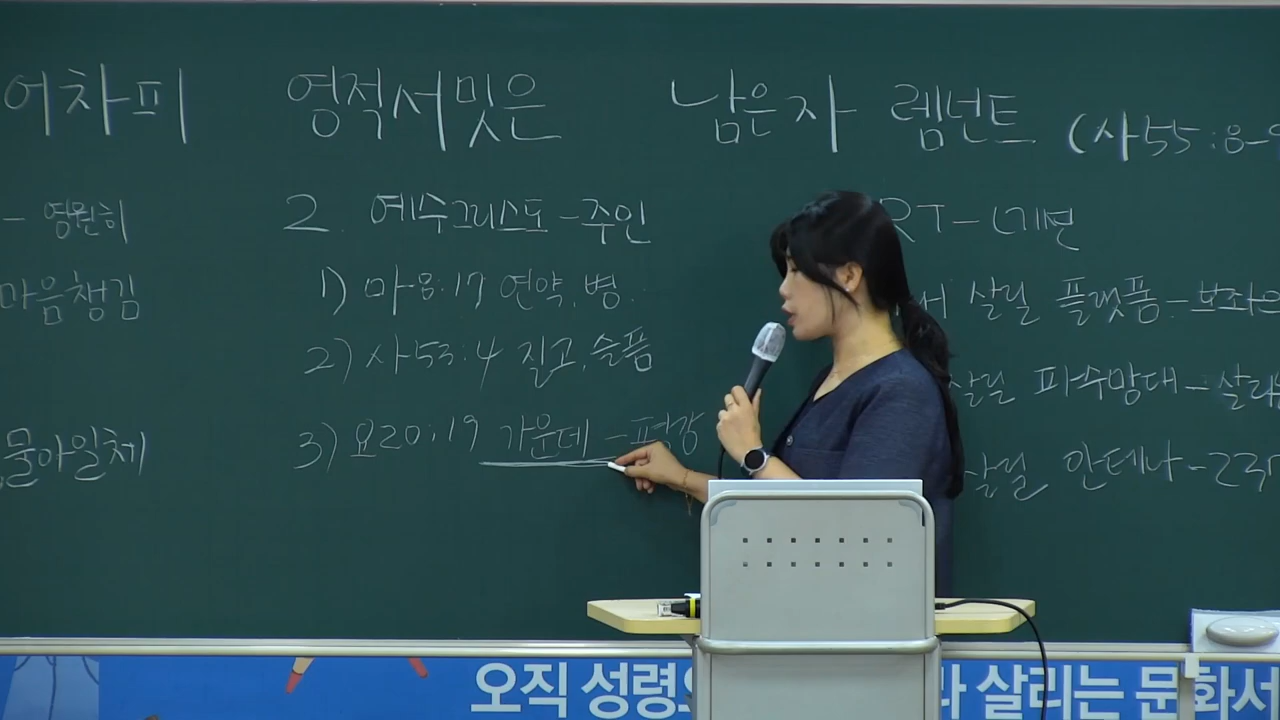 어차피 영적서밋은 남은자 렘넌트 (사55:8-9
- 영원히
마음챙김
물아일체
2. 예수그리스도 - 주인
1) 마8:17 연약, 병.
2) 사53:4 질고, 슬픔
3) 요20:19 가운데 - 평강
RT -
서 살릴 플랫폼 - 보좌의
살릴 파수망대 - 살리
살릴 안테나 - 237
오직 성령의
나 살리는 문화서